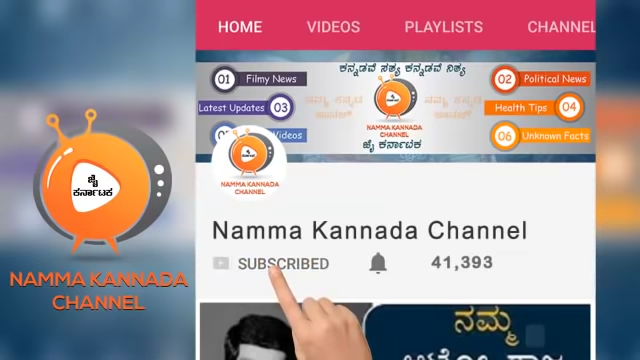 HOME VIDEOS PLAYLISTS CHANNEL
ಕನ್ನಡವೆ ಸತ್ಯ ಕನ್ನಡವೆ ನಿತ್ಯ
01 Filmy News
02 Political News
Latest Updates 03
Health Tips 04
Videos
06 Unknown Facts
NAMMA KANNADA
CHANNEL
ಜೈ ಕರ್ನಾಟಕ
NAMMA KANNADA
CHANNEL
ಜೈ
ಕರ್ನಾಟಕ
NAMMA KANNADA
CHANNEL
Namma Kannada Channel
SUBSCRIBED 41,393
ನಮ್ಮ